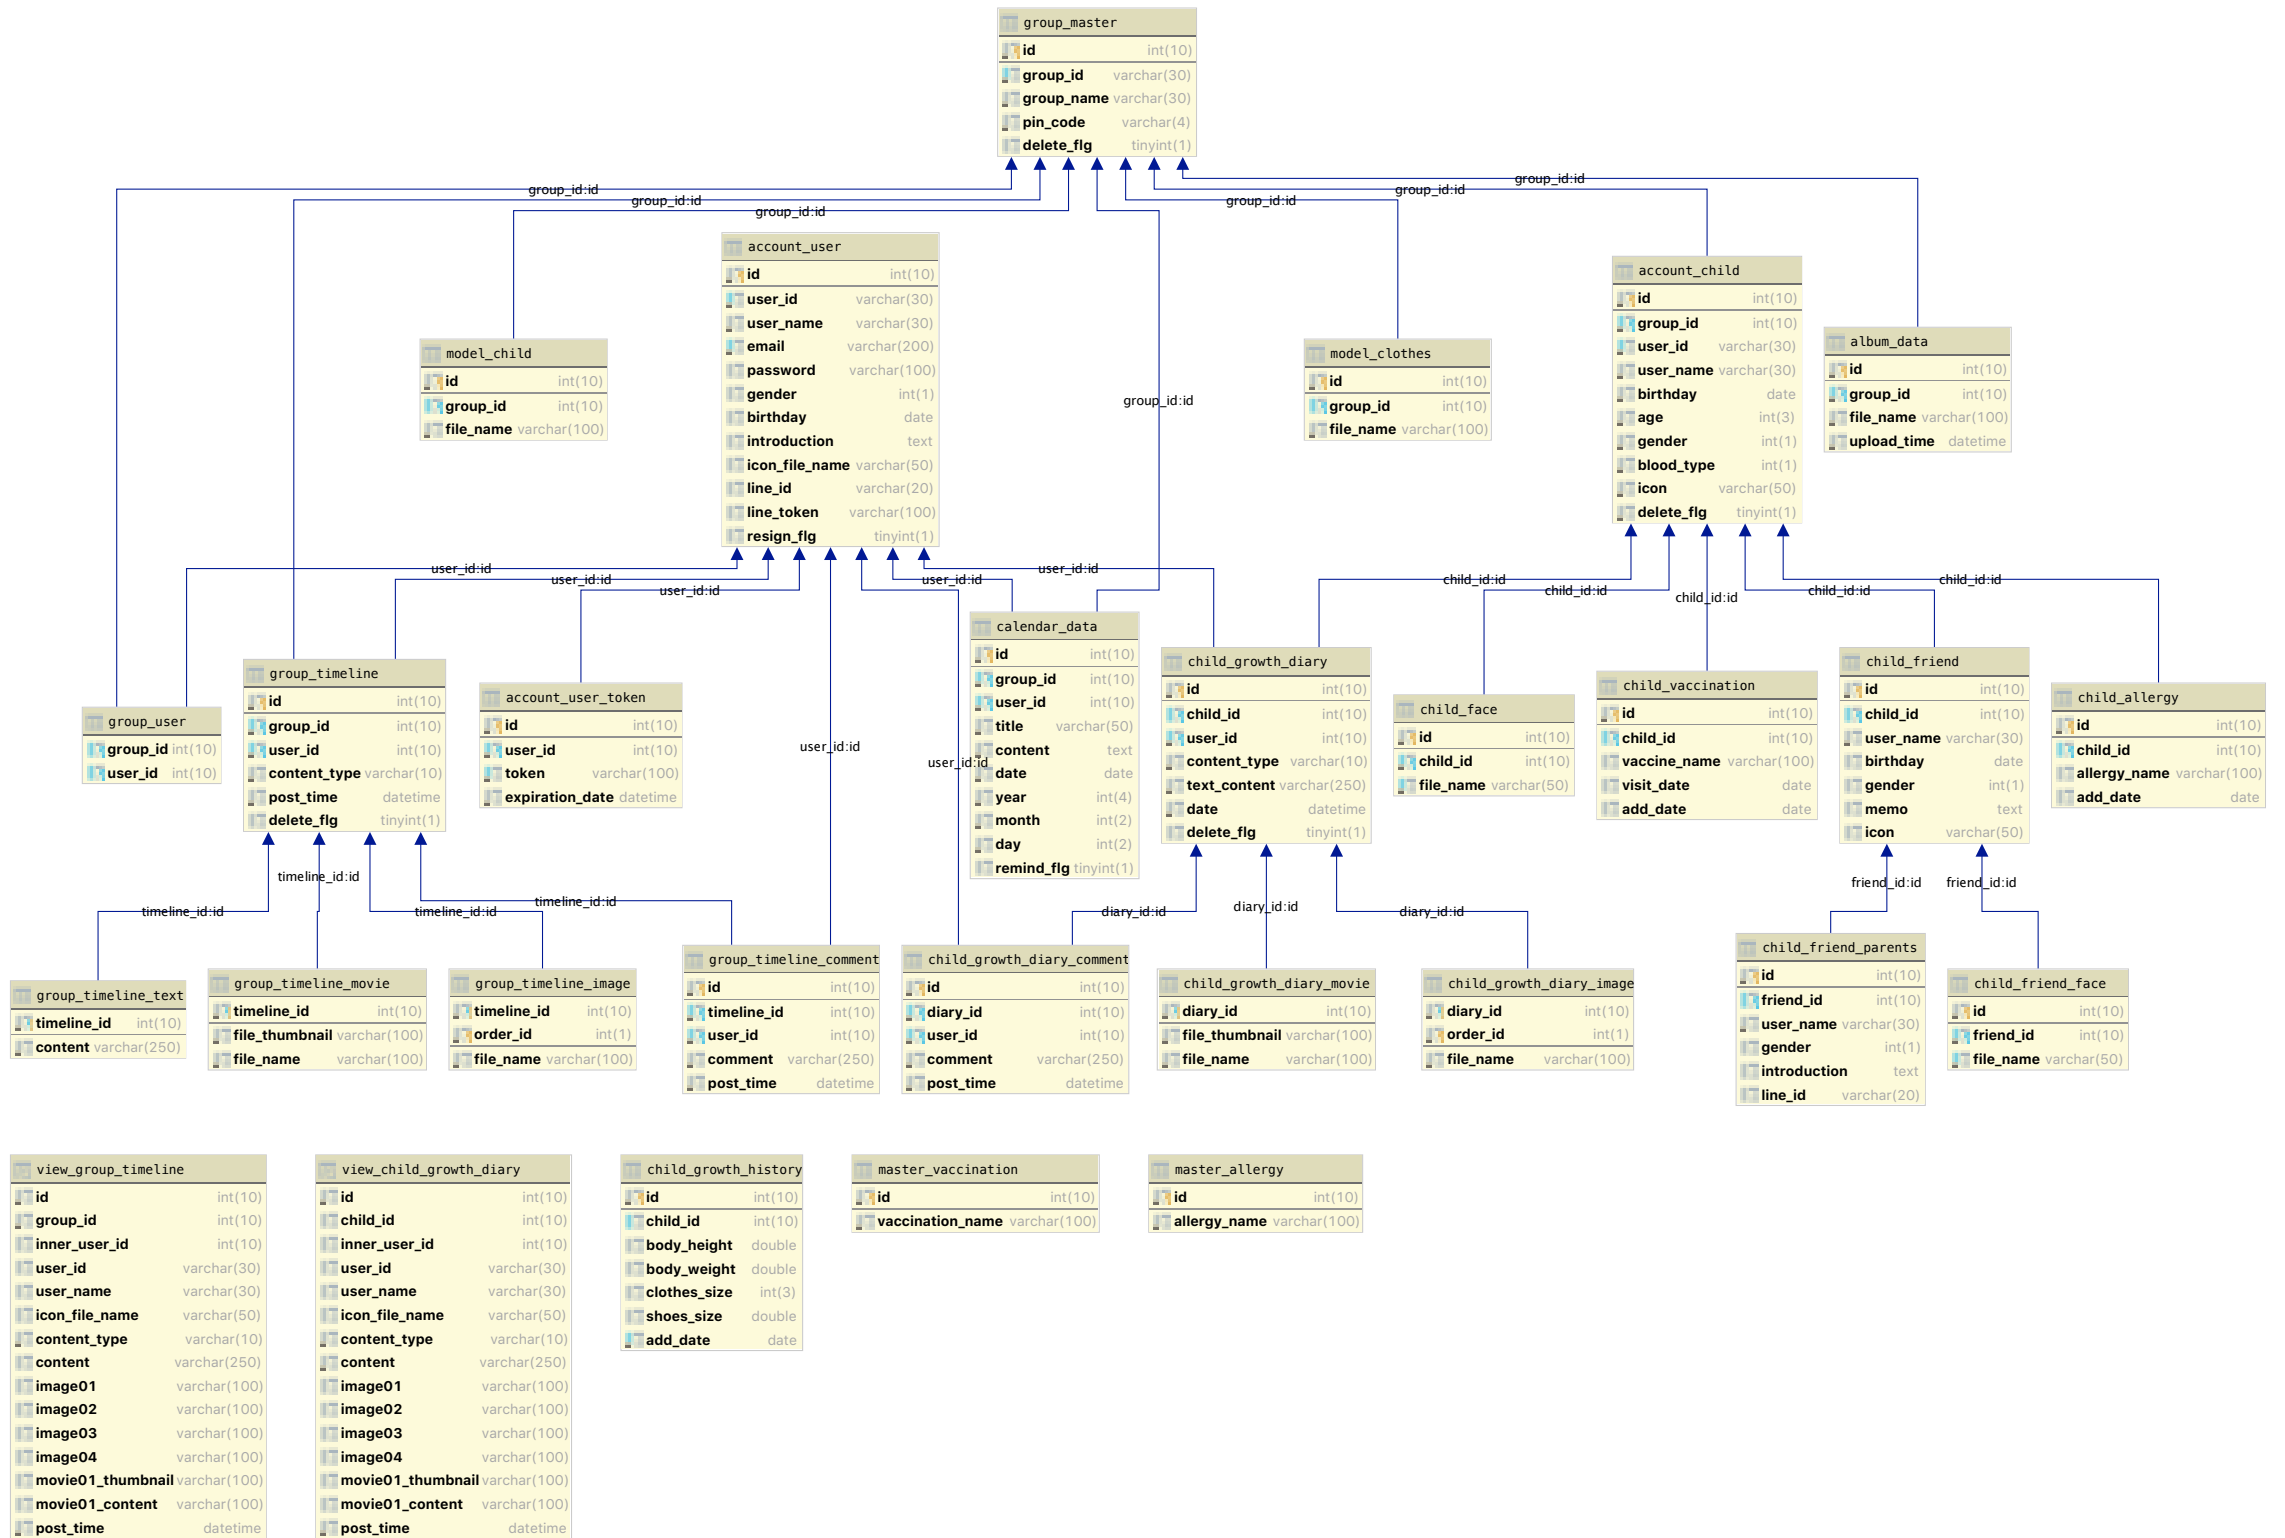 group_master
id int(10)
group_id varchar(30)
group_name varchar(30)
pin_code varchar(4)
delete_flg tinyint(1)
group_id:id
group_id:id
group_id:id
group_id:id
group_id:id
group_id:id
group_id:id
account_user
id int(10)
user_id varchar(30)
user_name varchar(30)
email varchar(200)
password varchar(100)
gender int(1)
birthday date
introduction text
icon_file_name varchar(50)
line_id varchar(20)
line_token varchar(100)
resign_flg tinyint(1)
model_child
id int(10)
group_id int(10)
file_name varchar(100)
model_clothes
id int(10)
group_id int(10)
file_name varchar(100)
account_child
id int(10)
group_id int(10)
user_id varchar(30)
user_name varchar(30)
birthday date
age int(3)
gender int(1)
blood_type int(1)
icon varchar(50)
delete_flg tinyint(1)
album_data
id int(10)
group_id int(10)
file_name varchar(100)
upload_time datetime
user_id:id
user_id:id
user_id:id
user_id:id
user_id:id
user_id:id
user_id:id
child_id:id
child_id:id
child_id:id
child_id:id
child_id:id
group_user
group_id int(10)
user_id int(10)
group_timeline
id int(10)
group_id int(10)
user_id int(10)
content_type varchar(10)
post_time datetime
delete_flg tinyint(1)
account_user_token
id int(10)
user_id int(10)
token varchar(100)
expiration_date datetime
calendar_data
id int(10)
group_id int(10)
user_id int(10)
title varchar(50)
content text
date date
year int(4)
month int(2)
day int(2)
remind_flg tinyint(1)
child_growth_diary
id int(10)
child_id int(10)
user_id int(10)
content_type varchar(10)
text_content varchar(250)
date datetime
delete_flg tinyint(1)
child_face
id int(10)
child_id int(10)
file_name varchar(50)
child_vaccination
id int(10)
child_id int(10)
vaccine_name varchar(100)
visit_date date
add_date date
child_friend
id int(10)
child_id int(10)
user_name varchar(30)
birthday date
gender int(1)
memo text
icon varchar(50)
child_allergy
id int(10)
child_id int(10)
allergy_name varchar(100)
add_date date
timeline_id:id
timeline_id:id
timeline_id:id
timeline_id:id
diary_id:id
diary_id:id
diary_id:id
friend_id:id
friend_id:id
group_timeline_text
timeline_id int(10)
content varchar(250)
group_timeline_movie
timeline_id int(10)
file_thumbnail varchar(100)
file_name varchar(100)
group_timeline_image
timeline_id int(10)
order_id int(1)
file_name varchar(100)
group_timeline_comment
id int(10)
timeline_id int(10)
user_id int(10)
comment varchar(250)
post_time datetime
child_growth_diary_comment
id int(10)
diary_id int(10)
user_id int(10)
comment varchar(250)
post_time datetime
child_growth_diary_movie
diary_id int(10)
file_thumbnail varchar(100)
file_name varchar(100)
child_growth_diary_image
diary_id int(10)
order_id int(1)
file_name varchar(100)
child_friend_parents
id int(10)
friend_id int(10)
user_name varchar(30)
gender int(1)
introduction text
line_id varchar(20)
child_friend_face
id int(10)
friend_id int(10)
file_name varchar(50)
view_group_timeline
id int(10)
group_id int(10)
inner_user_id int(10)
user_id varchar(30)
user_name varchar(30)
icon_file_name varchar(50)
content_type varchar(10)
content varchar(250)
image01 varchar(100)
image02 varchar(100)
image03 varchar(100)
image04 varchar(100)
movie01_thumbnail varchar(100)
movie01_content varchar(100)
post_time datetime
view_child_growth_diary
id int(10)
child_id int(10)
inner_user_id int(10)
user_id varchar(30)
user_name varchar(30)
icon_file_name varchar(50)
content_type varchar(10)
content varchar(250)
image01 varchar(100)
image02 varchar(100)
image03 varchar(100)
image04 varchar(100)
movie01_thumbnail varchar(100)
movie01_content varchar(100)
post_time datetime
child_growth_history
id int(10)
child_id int(10)
body_height double
body_weight double
clothes_size int(3)
shoes_size double
add_date date
master_vaccination
id int(10)
vaccination_name varchar(100)
master_allergy
id int(10)
allergy_name varchar(100)